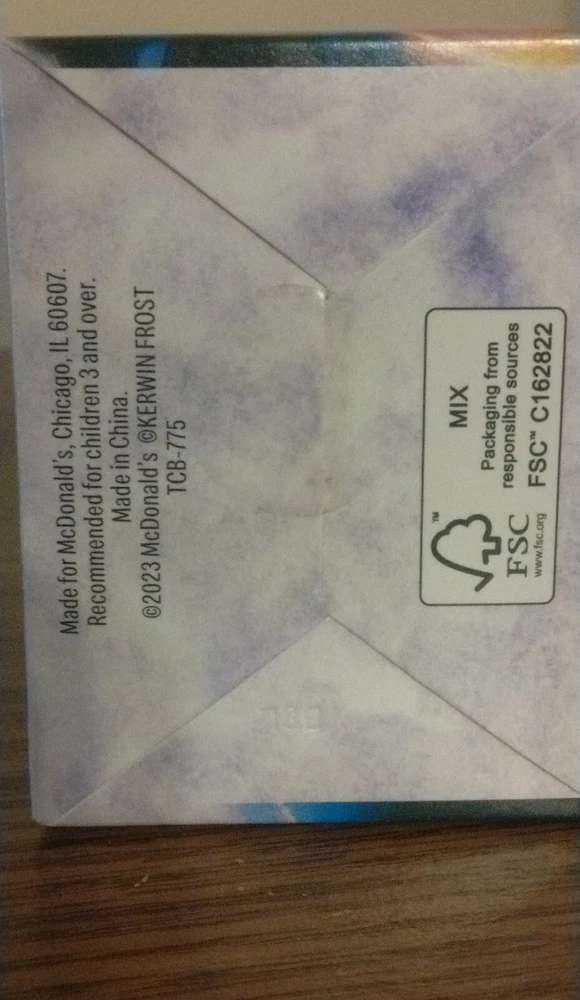 Made for McDonald's, Chicago, IL 60607.
Recommended for children 3 and over.
Made in China.
©2023 McDonald's ©KERWIN FROST
TCB-775
FSC
www.fsc.org
MIX
Packaging from
responsible sources
FSC™ C162822